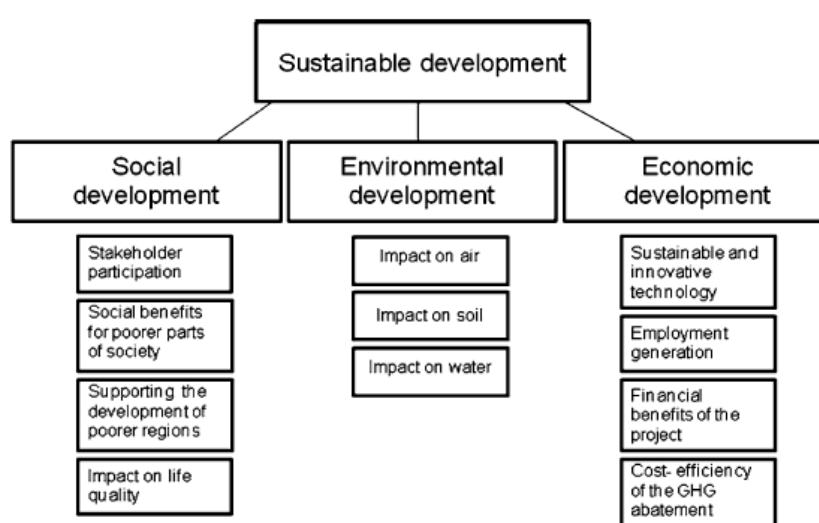 Sustainable development
Social
development
Environmental
development
Economic
development
Stakeholder
participation
Social benefits
for poorer parts
of society
Supporting the
development of
poorer regions
Impact on life
quality
Impact on air
Impact on soil
Impact on water
Sustainable and
innovative
technology
Employment
generation
Financial
benefits of the
project
Cost- efficiency
of the GHG
abatement